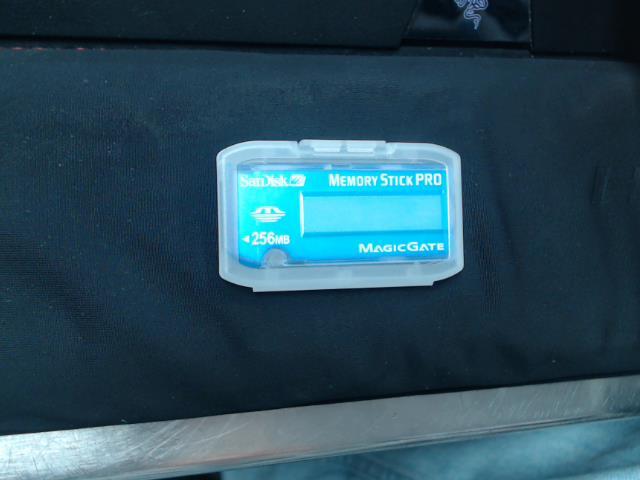 SanDisk
MEMORY STICK PRO
256MB
MAGICGATE